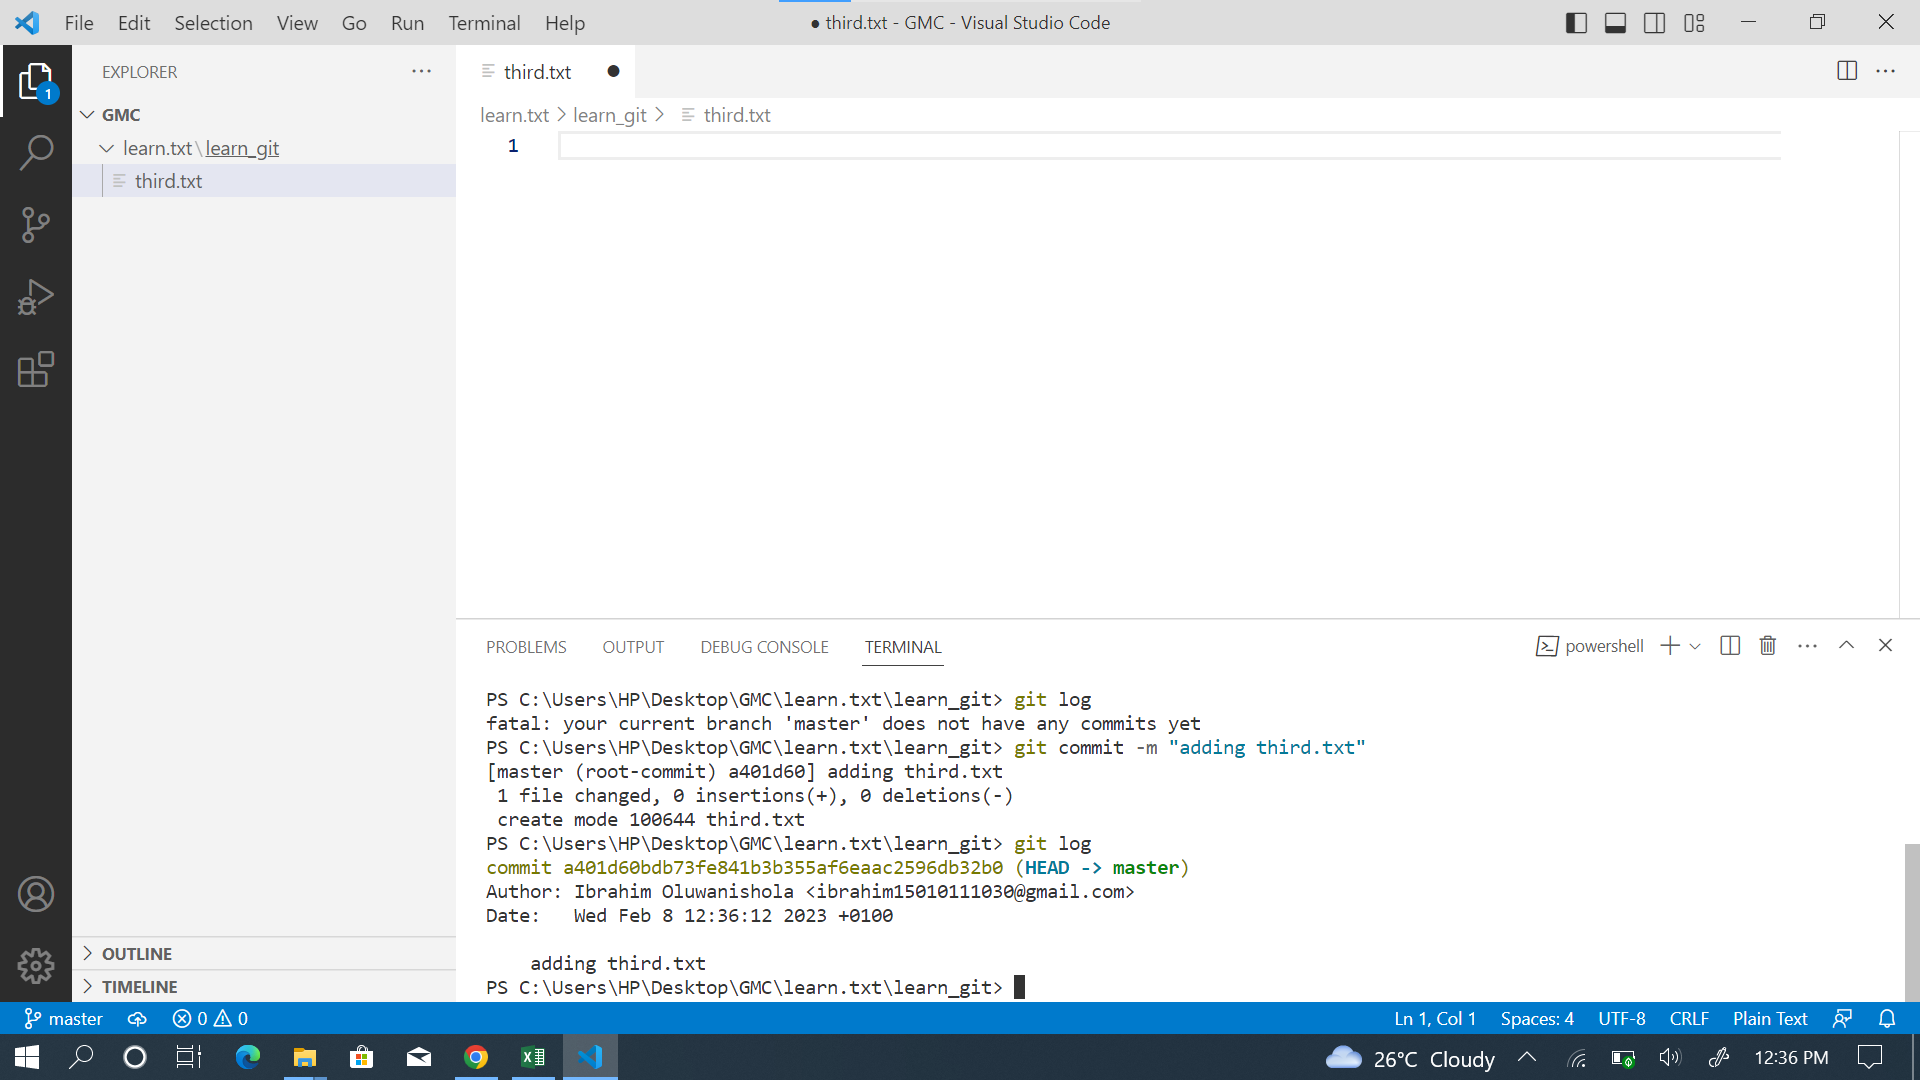 File Edit Selection View Go Run Terminal Help
● third.txt - GMC - Visual Studio Code
1
EXPLORER
GMC
learn.txt\learn_git
third.txt
OUTLINE
TIMELINE
third.txt
learn.txt > learn_git > third.txt
1
PROBLEMS OUTPUT DEBUG CONSOLE TERMINAL
powershell
PS C:\Users\HP\Desktop\GMC\learn.txt\learn_git> git log
fatal: your current branch 'master' does not have any commits yet
PS C:\Users\HP\Desktop\GMC\learn.txt\learn_git> git commit -m "adding third.txt"
[master (root-commit) a401d60] adding third.txt
 1 file changed, 0 insertions(+), 0 deletions(-)
 create mode 100644 third.txt
PS C:\Users\HP\Desktop\GMC\learn.txt\learn_git> git log
commit a401d60bdb73fe841b3b355af6eaac2596db32b0 (HEAD -> master)
Author: Ibrahim Oluwanishola <ibrahim15010111030@gmail.com>
Date:   Wed Feb 8 12:36:12 2023 +0100
    adding third.txt
PS C:\Users\HP\Desktop\GMC\learn.txt\learn_git>
master 0 0 Ln 1, Col 1 Spaces: 4 UTF-8 CRLF Plain Text
26°C Cloudy 12:36 PM